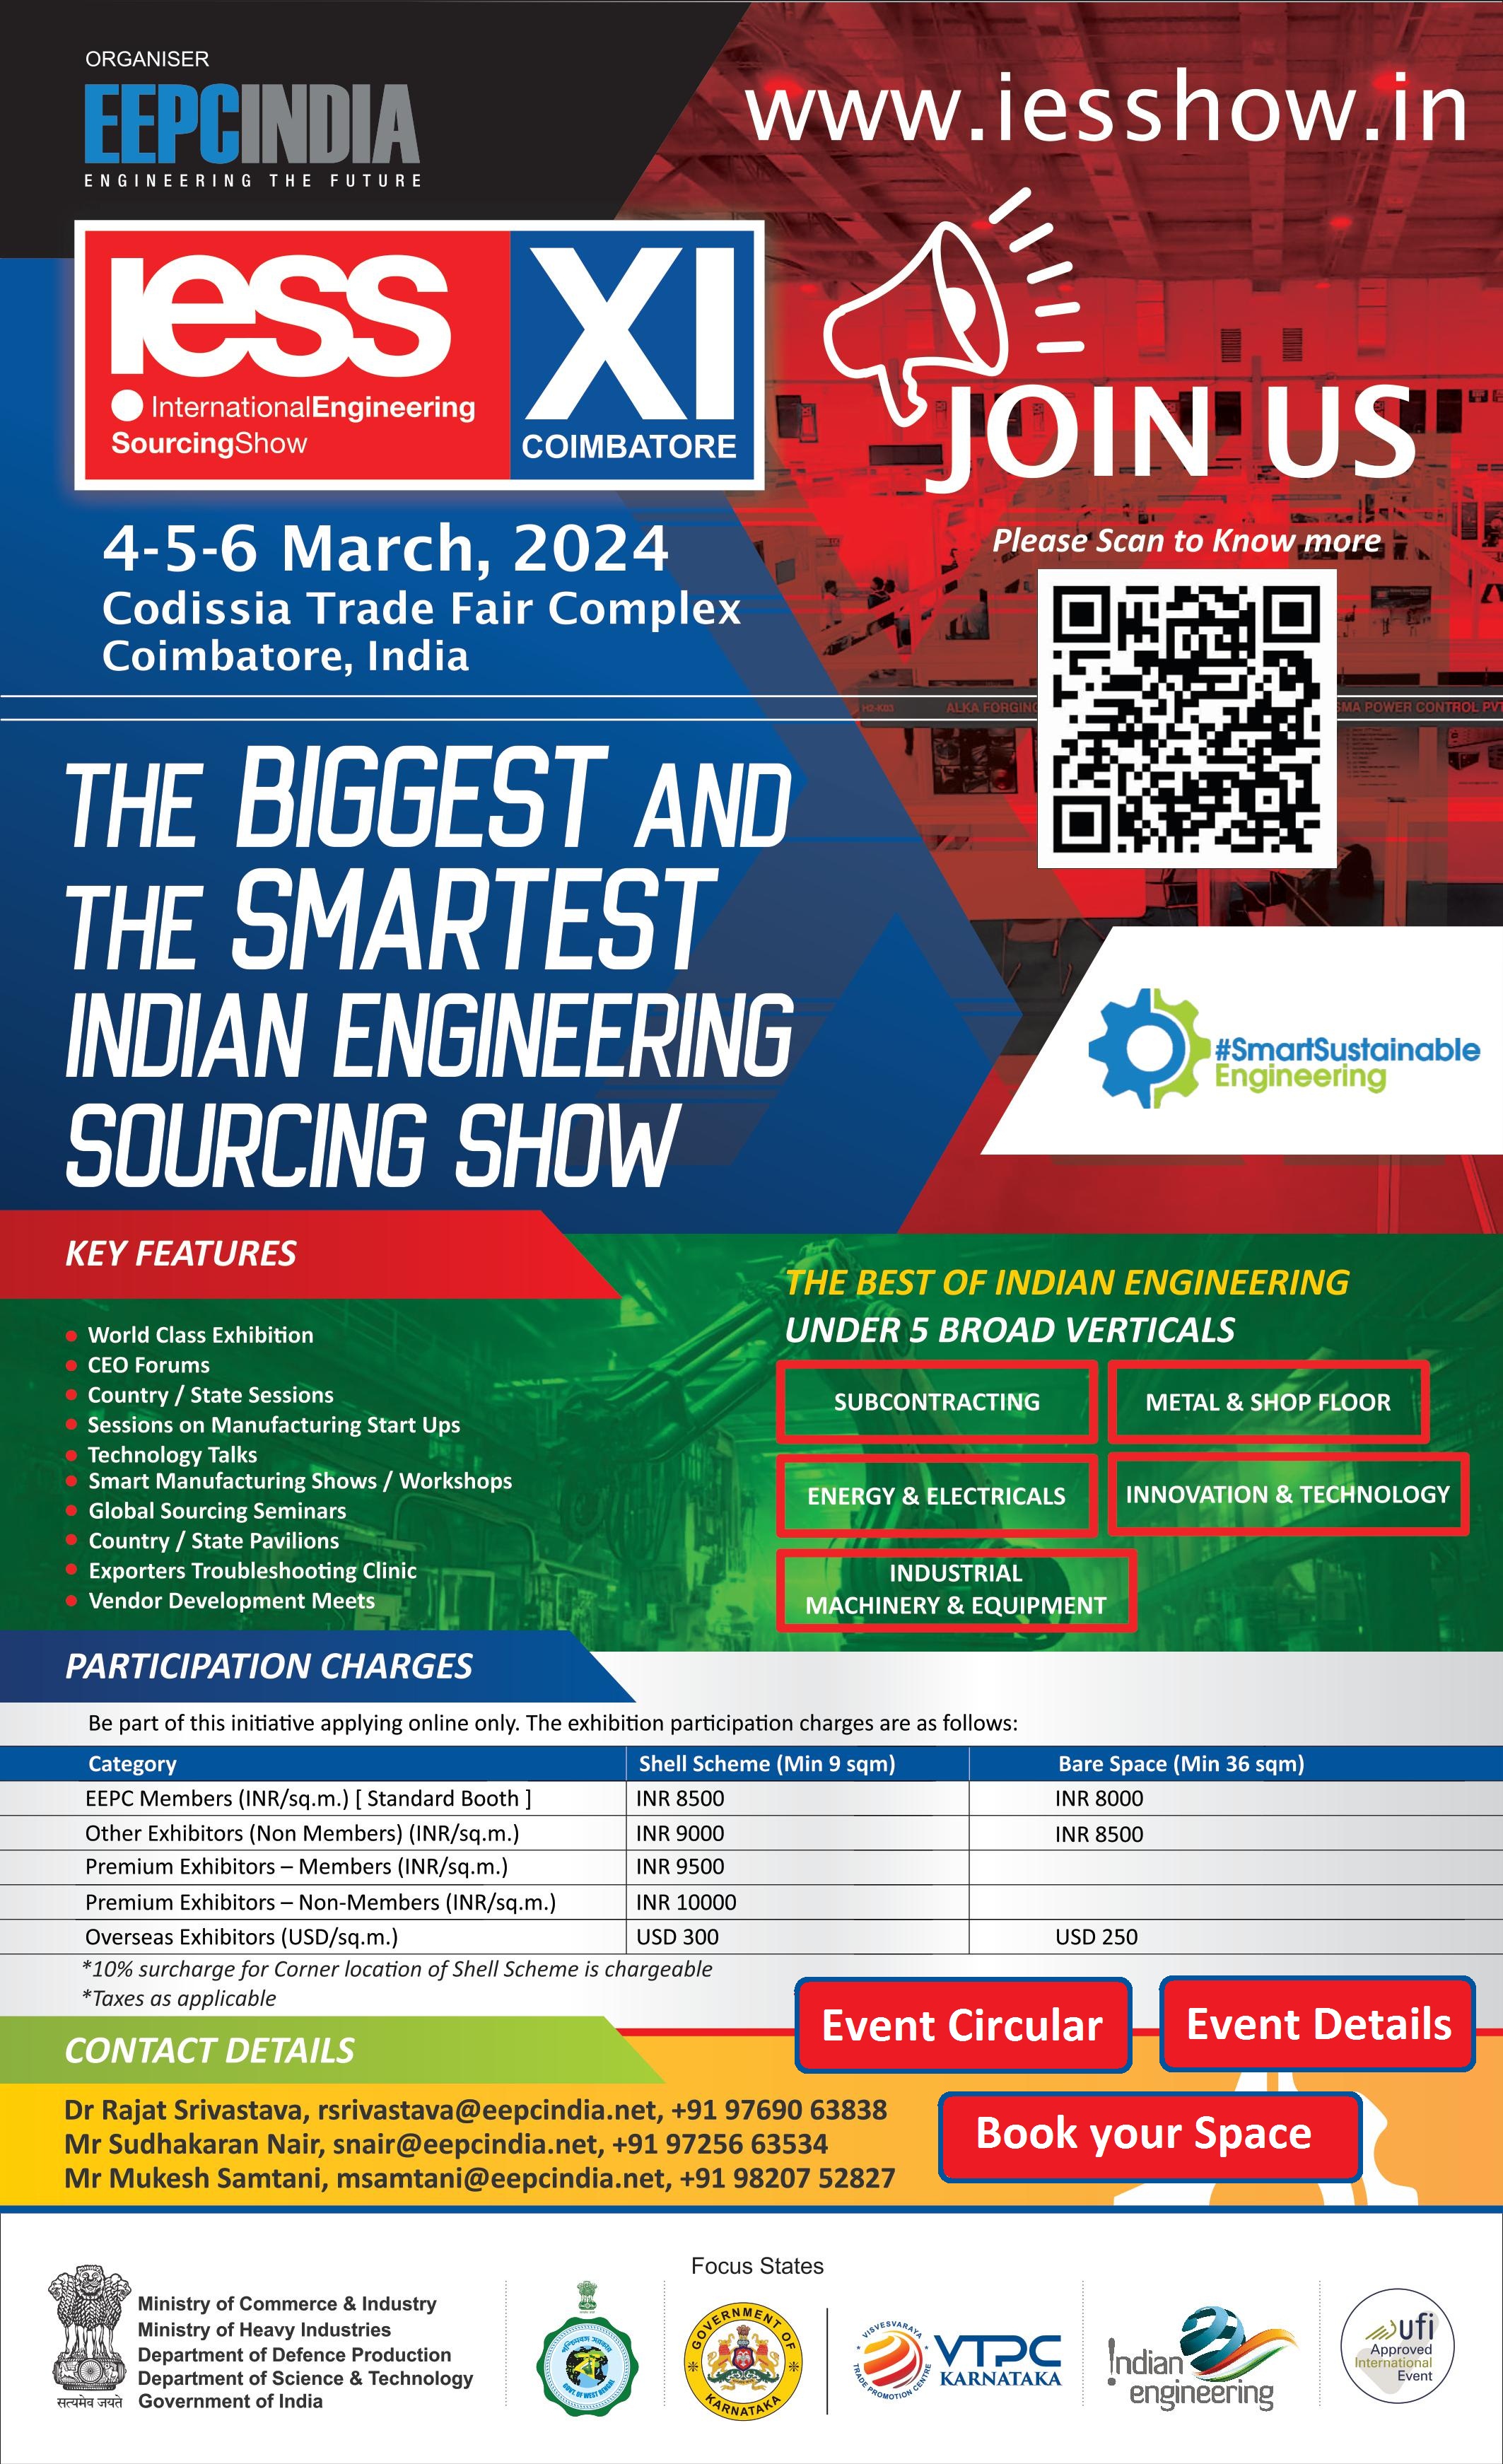 ORGANISER
EEPCINDIA
ENGINEERING THE FUTURE
www.iesshow.in
iess
InternationalEngineering
SourcingShow
XI
COIMBATORE
JOIN US
4-5-6 March, 2024
Codissia Trade Fair Complex
Coimbatore, India
Please Scan to Know more
H2-K03
ALKA FORGING
SMA POWER CONTROL PVT
THE BIGGEST AND
THE SMARTEST
INDIAN ENGINEERING
SOURCING SHOW
#SmartSustainable
Engineering
KEY FEATURES
World Class Exhibition
CEO Forums
Country / State Sessions
Sessions on Manufacturing Start Ups
Technology Talks
Smart Manufacturing Shows / Workshops
Global Sourcing Seminars
Country / State Pavilions
Exporters Troubleshooting Clinic
Vendor Development Meets
THE BEST OF INDIAN ENGINEERING
UNDER 5 BROAD VERTICALS
SUBCONTRACTING
METAL & SHOP FLOOR
ENERGY & ELECTRICALS
INNOVATION & TECHNOLOGY
INDUSTRIAL
MACHINERY & EQUIPMENT
PARTICIPATION CHARGES
Be part of this initiative applying online only. The exhibition participation charges are as follows:
Category Shell Scheme (Min 9 sqm) Bare Space (Min 36 sqm)
EEPC Members (INR/sq.m.) [ Standard Booth ] INR 8500 INR 8000
Other Exhibitors (Non Members) (INR/sq.m.) INR 9000 INR 8500
Premium Exhibitors – Members (INR/sq.m.) INR 9500
Premium Exhibitors – Non-Members (INR/sq.m.) INR 10000
Overseas Exhibitors (USD/sq.m.) USD 300 USD 250
*10% surcharge for Corner location of Shell Scheme is chargeable
*Taxes as applicable
Event Circular
Event Details
Book your Space
CONTACT DETAILS
Dr Rajat Srivastava, rsrivastava@eepcindia.net, +91 97690 63838
Mr Sudhakaran Nair, snair@eepcindia.net, +91 97256 63534
Mr Mukesh Samtani, msamtani@eepcindia.net, +91 98207 52827
Focus States
सत्यमेव जयते
Ministry of Commerce & Industry
Ministry of Heavy Industries
Department of Defence Production
Department of Science & Technology
Government of India
GOVT. OF WEST BENGAL
GOVERNMENT OF
KARNATAKA
VISVESVARAYA
TRADE PROMOTION CENTRE
VTPC
KARNATAKA
Indian
engineering
ufi
Approved
International
Event